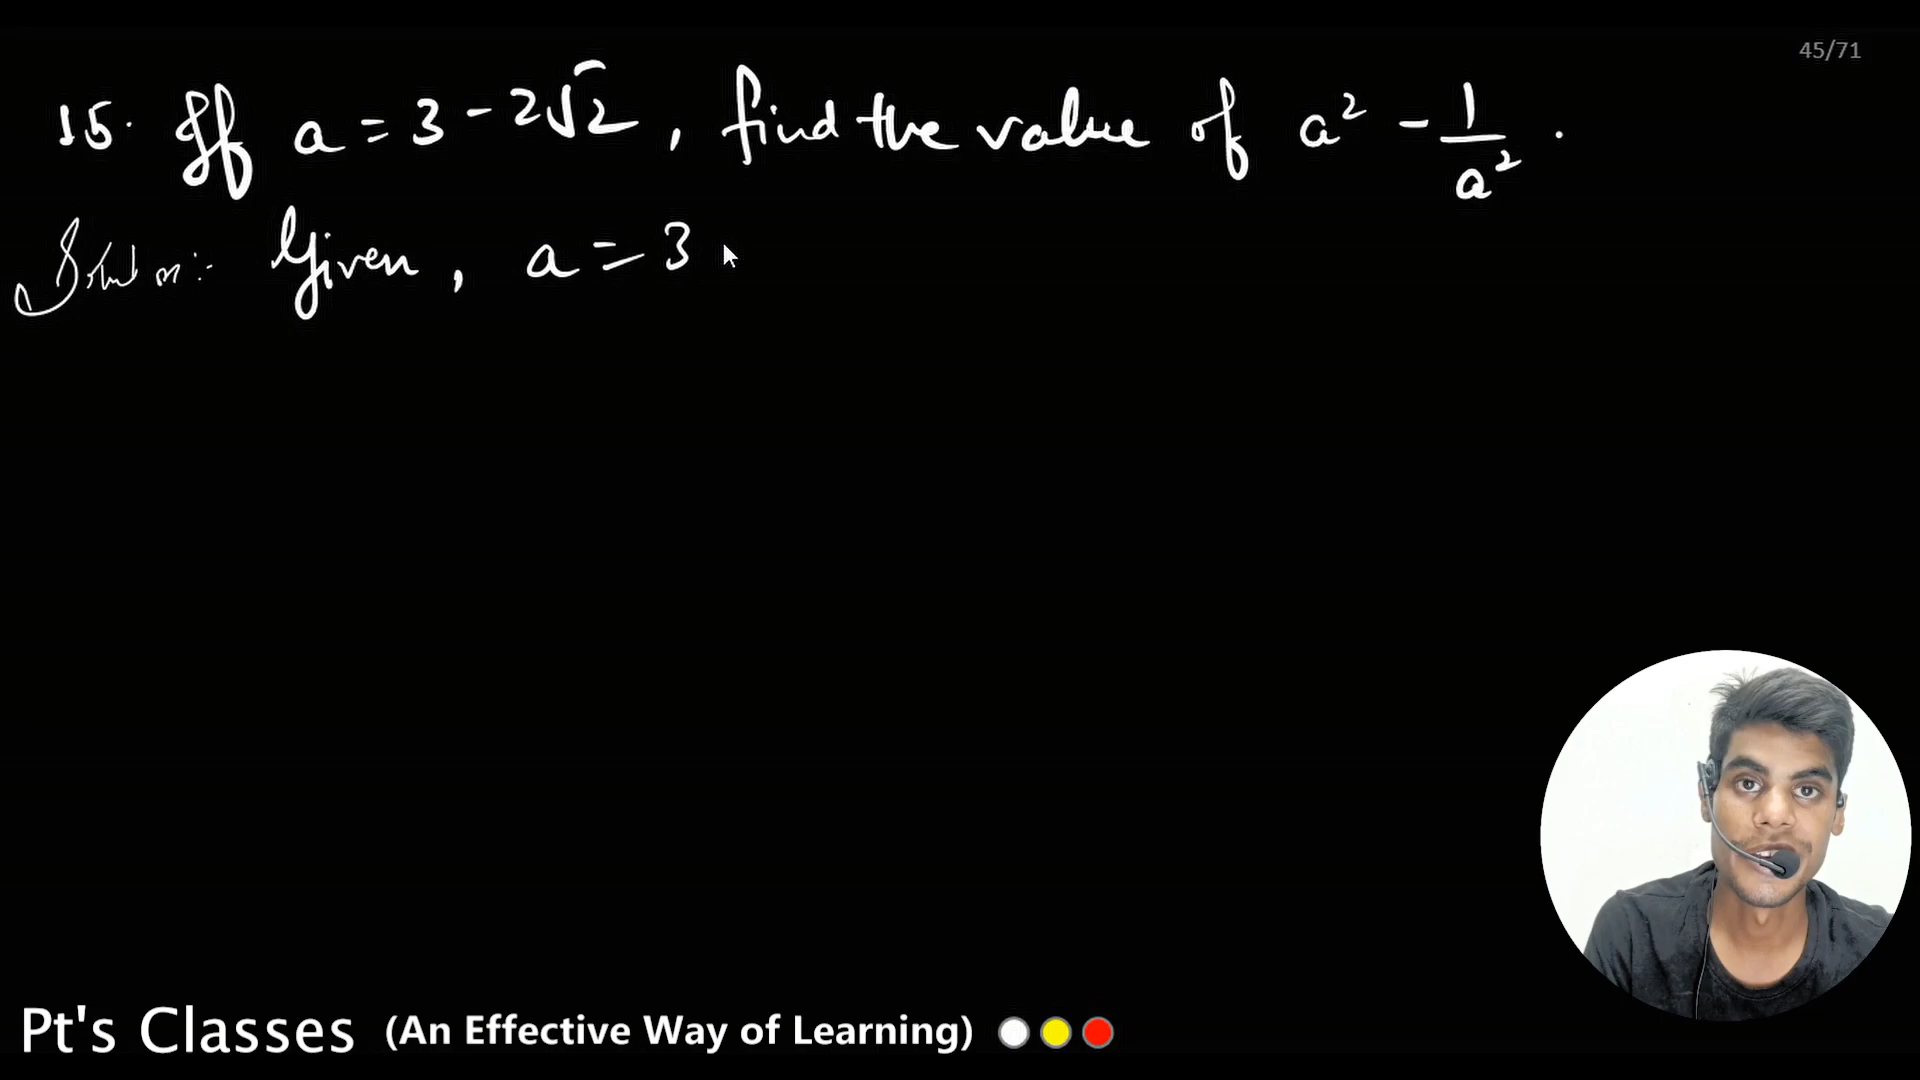 45/71
15. If a = 3 - 2√2, find the value of a² - 1/a².
Solution:- Given, a = 3
Pt's Classes (An Effective Way of Learning)